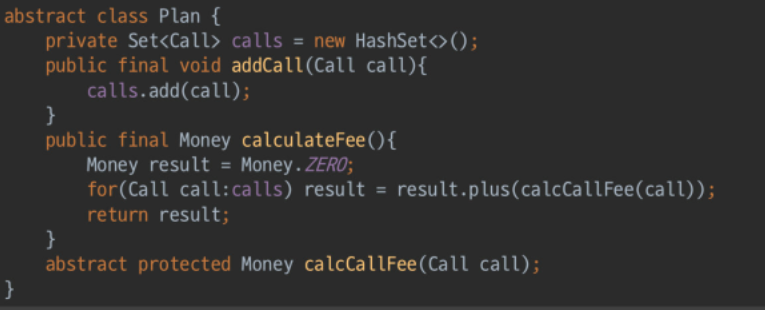 abstract class Plan {
    private Set<Call> calls = new HashSet<>();
    public final void addCall(Call call){
        calls.add(call);
    }
    public final Money calculateFee(){
        Money result = Money.ZERO;
        for(Call call:calls) result = result.plus(calcCallFee(call));
        return result;
    }
    abstract protected Money calcCallFee(Call call);
}